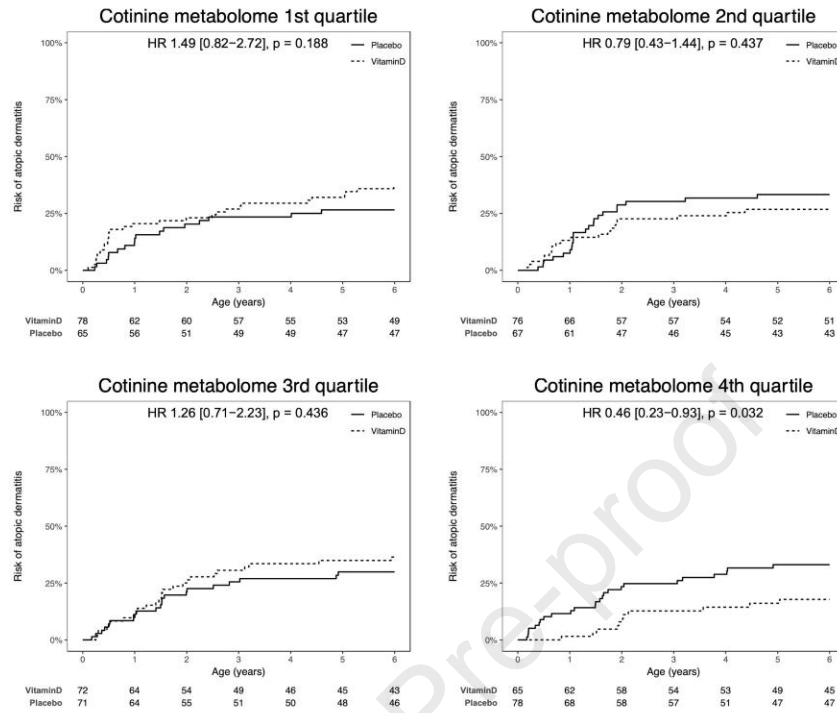 Cotinine metabolome 1st quartile
HR 1.49 [0.82−2.72], p = 0.188
Placebo
VitaminD
Risk of atopic dermatitis
100%
75%
50%
25%
0%
0 1 2 3 4 5 6
Age (years)
VitaminD 78 62 60 57 55 53 49
Placebo 65 56 51 49 49 47 47
Cotinine metabolome 2nd quartile
HR 0.79 [0.43−1.44], p = 0.437
Placebo
VitaminD
Risk of atopic dermatitis
100%
75%
50%
25%
0%
0 1 2 3 4 5 6
Age (years)
VitaminD 76 66 57 57 54 52 51
Placebo 67 61 47 46 45 43 43
Cotinine metabolome 3rd quartile
HR 1.26 [0.71−2.23], p = 0.436
Placebo
VitaminD
Risk of atopic dermatitis
100%
75%
50%
25%
0%
0 1 2 3 4 5 6
Age (years)
VitaminD 72 64 54 49 46 45 43
Placebo 71 64 55 51 50 48 46
Cotinine metabolome 4th quartile
HR 0.46 [0.23−0.93], p = 0.032
Placebo
VitaminD
Risk of atopic dermatitis
100%
75%
50%
25%
0%
0 1 2 3 4 5 6
Age (years)
VitaminD 65 62 58 54 53 49 45
Placebo 78 68 58 57 51 47 47
Pre-proof